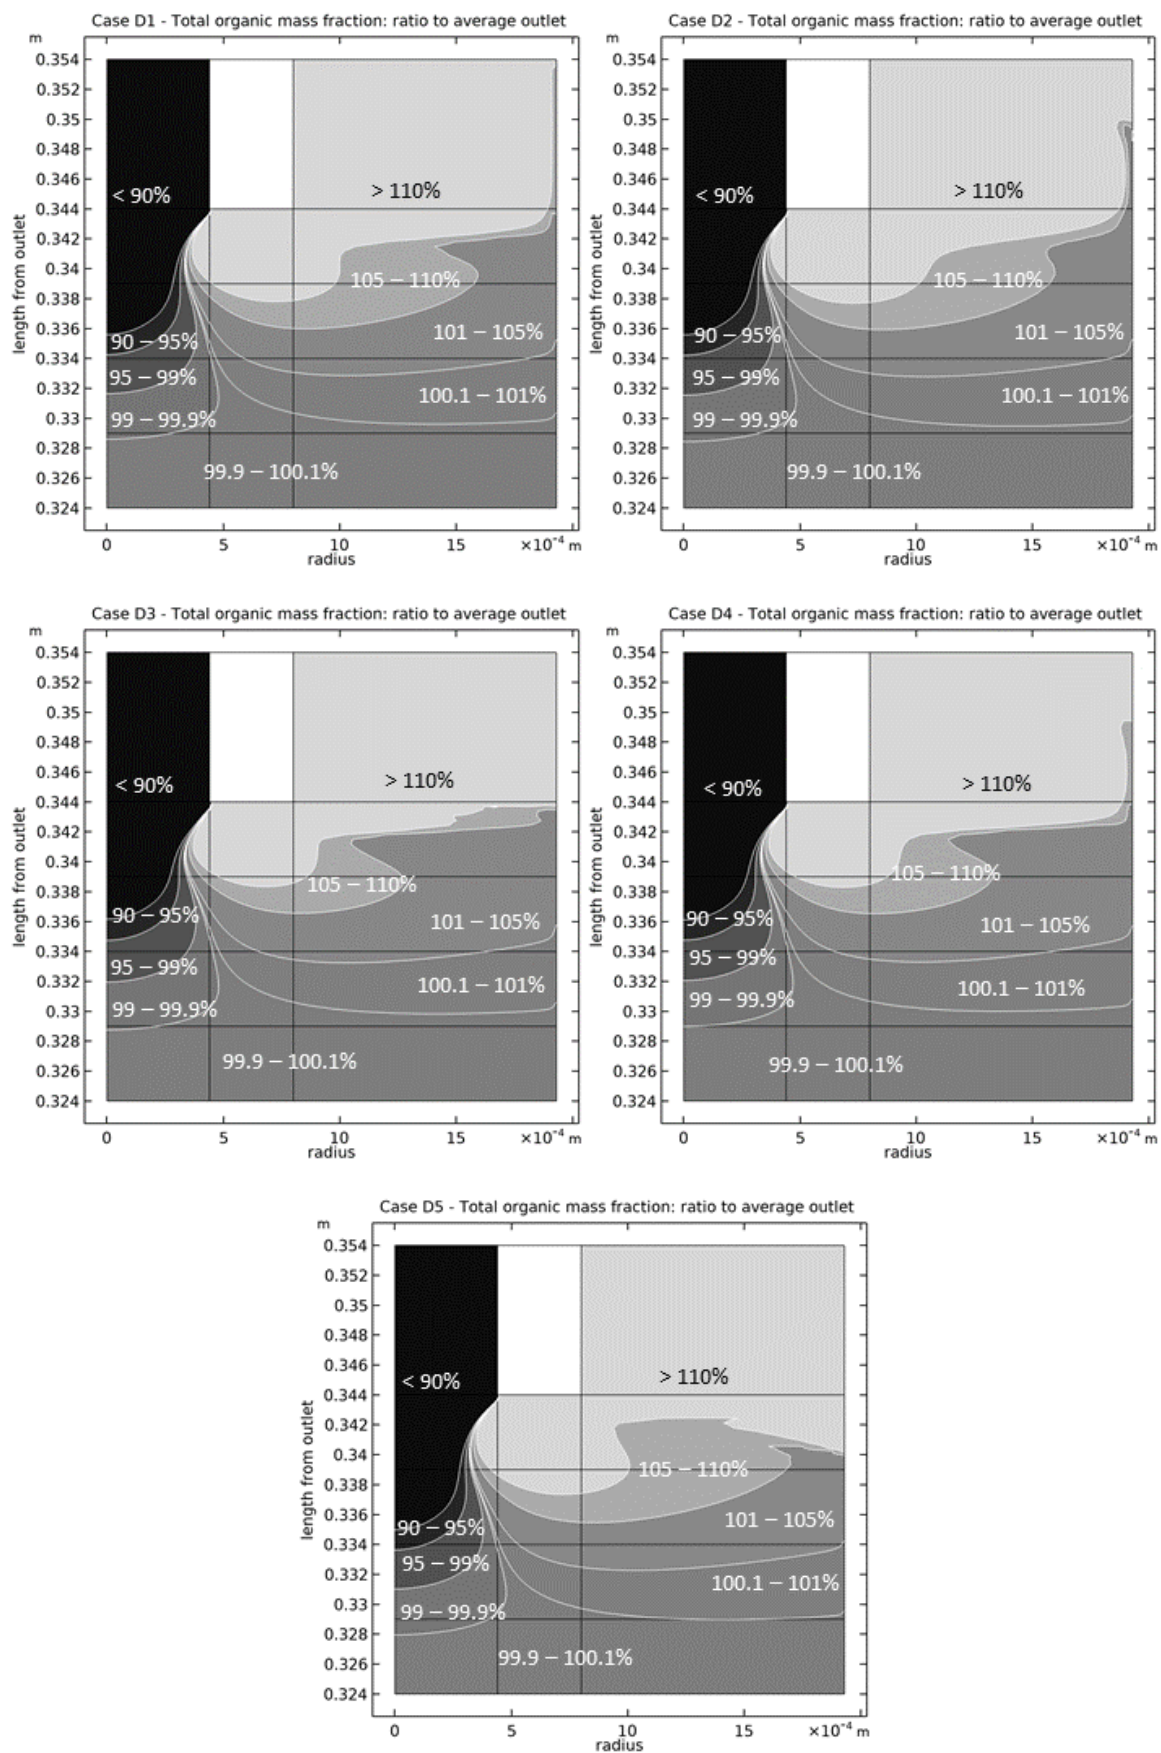 Case D1 - Total organic mass fraction: ratio to average outlet
m
0.354
0.352
0.35
0.348
0.346
0.344
0.342
0.34
0.338
0.336
0.334
0.332
0.33
0.328
0.326
0.324
length from outlet
< 90%
> 110%
105 – 110%
101 – 105%
90 – 95%
95 – 99%
100.1 – 101%
99 – 99.9%
99.9 – 100.1%
0 5 10 15 ×10⁻⁴ m
radius
Case D2 - Total organic mass fraction: ratio to average outlet
m
0.354
0.352
0.35
0.348
0.346
0.344
0.342
0.34
0.338
0.336
0.334
0.332
0.33
0.328
0.326
0.324
length from outlet
< 90%
> 110%
105 – 110%
101 – 105%
90 – 95%
95 – 99%
100.1 – 101%
99 – 99.9%
99.9 – 100.1%
0 5 10 15 ×10⁻⁴ m
radius
Case D3 - Total organic mass fraction: ratio to average outlet
m
0.354
0.352
0.35
0.348
0.346
0.344
0.342
0.34
0.338
0.336
0.334
0.332
0.33
0.328
0.326
0.324
length from outlet
< 90%
> 110%
105 – 110%
90 – 95%
101 – 105%
95 – 99%
100.1 – 101%
99 – 99.9%
99.9 – 100.1%
0 5 10 15 ×10⁻⁴ m
radius
Case D4 - Total organic mass fraction: ratio to average outlet
m
0.354
0.352
0.35
0.348
0.346
0.344
0.342
0.34
0.338
0.336
0.334
0.332
0.33
0.328
0.326
0.324
length from outlet
< 90%
> 110%
105 – 110%
90 – 95%
101 – 105%
95 – 99%
100.1 – 101%
99 – 99.9%
99.9 – 100.1%
0 5 10 15 ×10⁻⁴ m
radius
Case D5 - Total organic mass fraction: ratio to average outlet
m
0.354
0.352
0.35
0.348
0.346
0.344
0.342
0.34
0.338
0.336
0.334
0.332
0.33
0.328
0.326
0.324
length from outlet
< 90%
> 110%
105 – 110%
101 – 105%
90 – 95%
95 – 99%
100.1 – 101%
99 – 99.9%
99.9 – 100.1%
0 5 10 15 ×10⁻⁴ m
radius